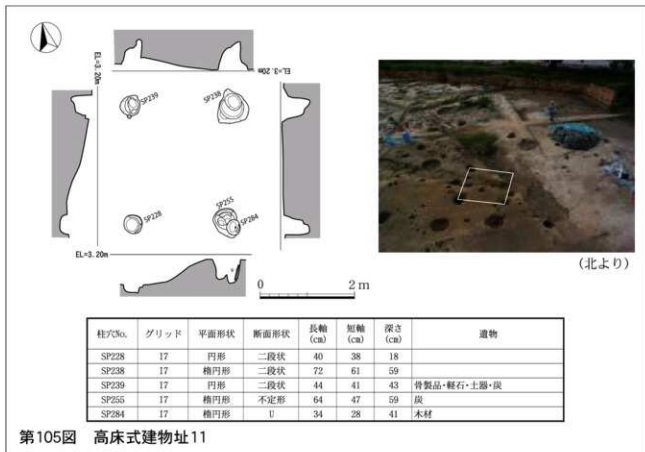 EL=3.20m
EL=3.20m
SP239
SP238
SP228
SP255
SP284
EL=3.20m
0 2 m
(北より)
柱穴No. グリッド 平面形状 断面形状 長軸(cm) 短軸(cm) 深さ(cm) 遺物
SP228 I7 円形 二段状 40 38 18
SP238 I7 楕円形 二段状 72 61 59
SP239 I7 円形 二段状 44 41 43 骨製品・軽石・土器・炭
SP255 I7 楕円形 不定形 64 47 59 炭
SP284 I7 楕円形 U 34 28 41 木材
第105図 高床式建物址11